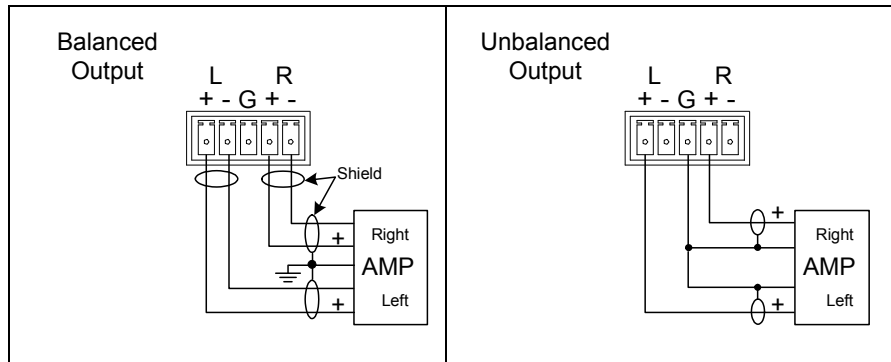 Balanced
Output
L R
+ - G + -
Shield
+ Right
AMP
+ Left
Unbalanced
Output
L R
+ - G + -
+
Right
AMP
Left
+